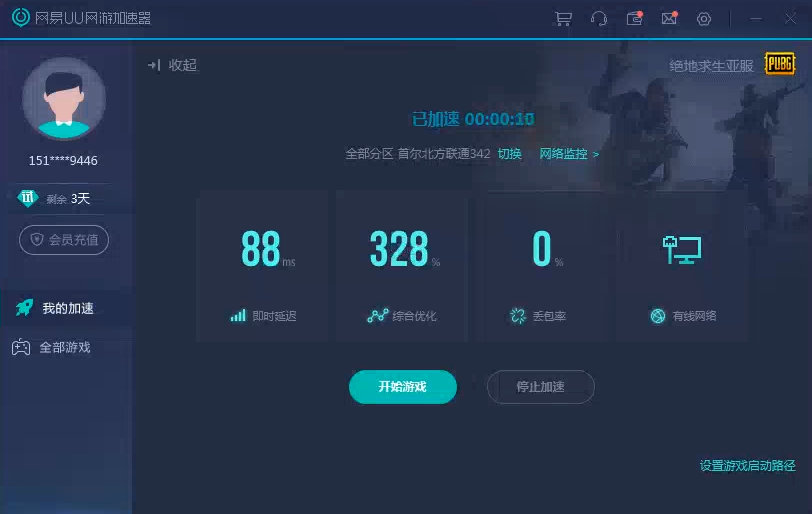 网易UU网游加速器
收起
绝地求生亚服
PUBG
已加速 00:00:10
151****9446
全部分区 首尔北方联通342 切换 网络监控 >
剩余 3天
会员充值
88 ms
328 %
0 %
即时延迟
综合优化
丢包率
有线网络
我的加速
全部游戏
开始游戏
停止加速
设置游戏启动路径